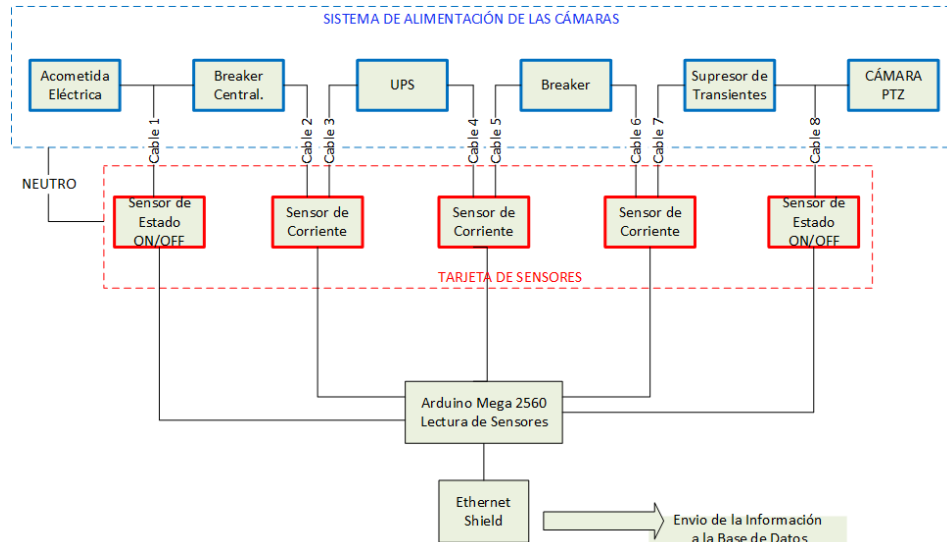 SISTEMA DE ALIMENTACIÓN DE LAS CÁMARAS
Acometida
Eléctrica
Breaker
Central.
UPS
Breaker
Supresor de
Transientes
CÁMARA
PTZ
Cable 1
Cable 2
Cable 3
Cable 4
Cable 5
Cable 6
Cable 7
Cable 8
NEUTRO
Sensor de
Estado
ON/OFF
Sensor de
Corriente
Sensor de
Corriente
Sensor de
Corriente
Sensor de
Estado
ON/OFF
TARJETA DE SENSORES
Arduino Mega 2560
Lectura de Sensores
Ethernet
Shield
Envio de la Información
a la Base de Datos